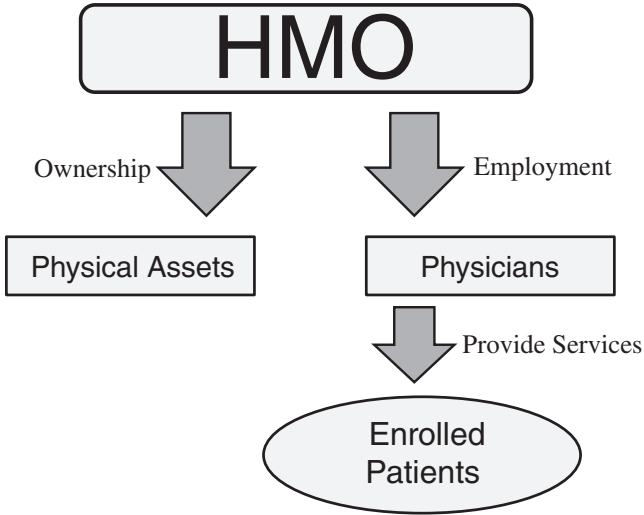 HMO
Ownership
Employment
Physical Assets
Physicians
Provide Services
Enrolled
Patients